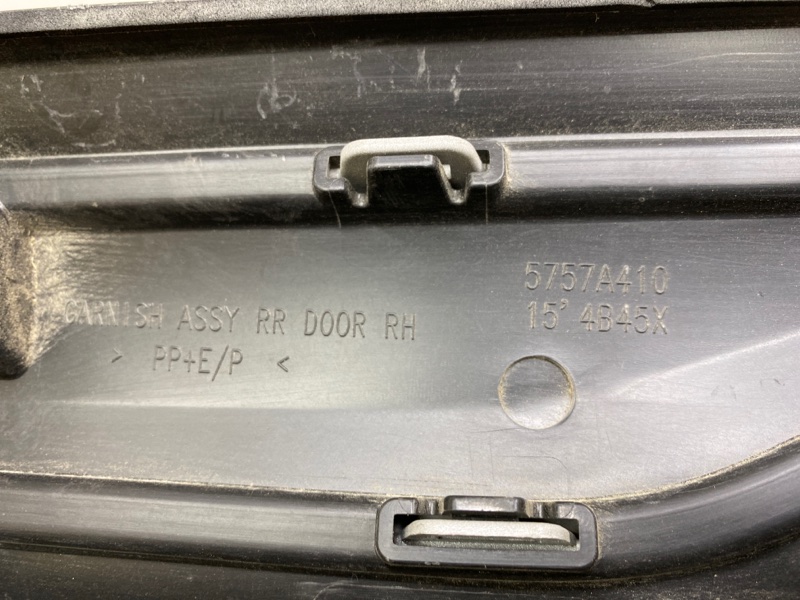 GARNISH ASSY RR DOOR RH
> PP+E/P <
5757A410
15' 4B45X